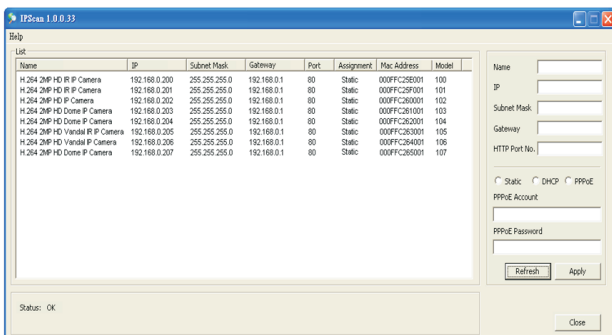 IPScan 1.0.0.33
Help
List
Name IP Subnet Mask Gateway Port Assignment Mac Address Model
H.264 2MP HD IR IP Camera 192.168.0.200 255.255.255.0 192.168.0.1 80 Static 000FFC25E001 100
H.264 2MP HD IR IP Camera 192.168.0.201 255.255.255.0 192.168.0.1 80 Static 000FFC25F001 101
H.264 2MP HD IP Camera 192.168.0.202 255.255.255.0 192.168.0.1 80 Static 000FFC260001 102
H.264 2MP HD Dome IP Camera 192.168.0.203 255.255.255.0 192.168.0.1 80 Static 000FFC261001 103
H.264 2MP HD Dome IP Camera 192.168.0.204 255.255.255.0 192.168.0.1 80 Static 000FFC262001 104
H.264 2MP HD Vandal IR IP Camera 192.168.0.205 255.255.255.0 192.168.0.1 80 Static 000FFC263001 105
H.264 2MP HD Vandal IP Camera 192.168.0.206 255.255.255.0 192.168.0.1 80 Static 000FFC264001 106
H.264 2MP HD Dome IP Camera 192.168.0.207 255.255.255.0 192.168.0.1 80 Static 000FFC265001 107
Name
IP
Subnet Mask
Gateway
HTTP Port No.
Static DHCP PPPoE
PPPoE Account
PPPoE Password
Refresh Apply
Status: OK
Close